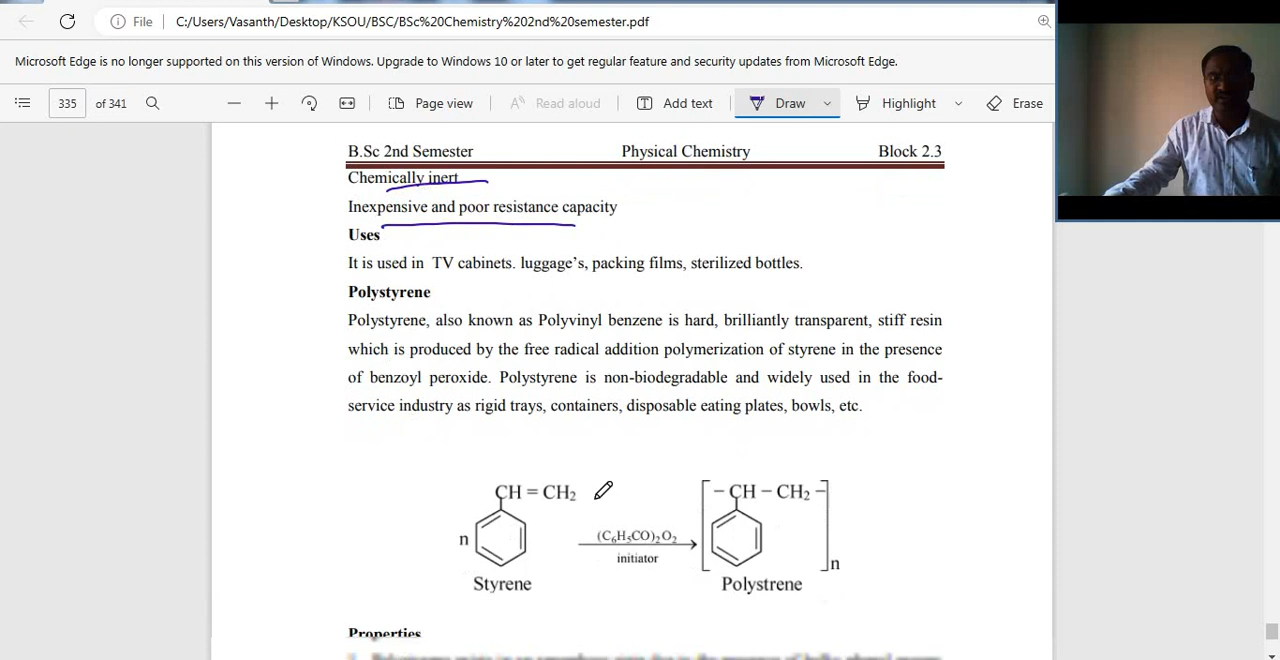 File C:/Users/Vasanth/Desktop/KSOU/BSC/BSc%20Chemistry%202nd%20semester.pdf
Microsoft Edge is no longer supported on this version of Windows. Upgrade to Windows 10 or later to get regular feature and security updates from Microsoft Edge.
335 of 341 Page view Read aloud Add text Draw Highlight Erase
B.Sc 2nd Semester Physical Chemistry Block 2.3
Chemically inert
Inexpensive and poor resistance capacity
Uses
It is used in TV cabinets. luggage's, packing films, sterilized bottles.
Polystyrene
Polystyrene, also known as Polyvinyl benzene is hard, brilliantly transparent, stiff resin
which is produced by the free radical addition polymerization of styrene in the presence
of benzoyl peroxide. Polystyrene is non-biodegradable and widely used in the food-
service industry as rigid trays, containers, disposable eating plates, bowls, etc.
CH = CH₂ – CH – CH₂ –
n (C₆H₅CO)₂O₂
initiator n
Styrene Polystrene
Properties